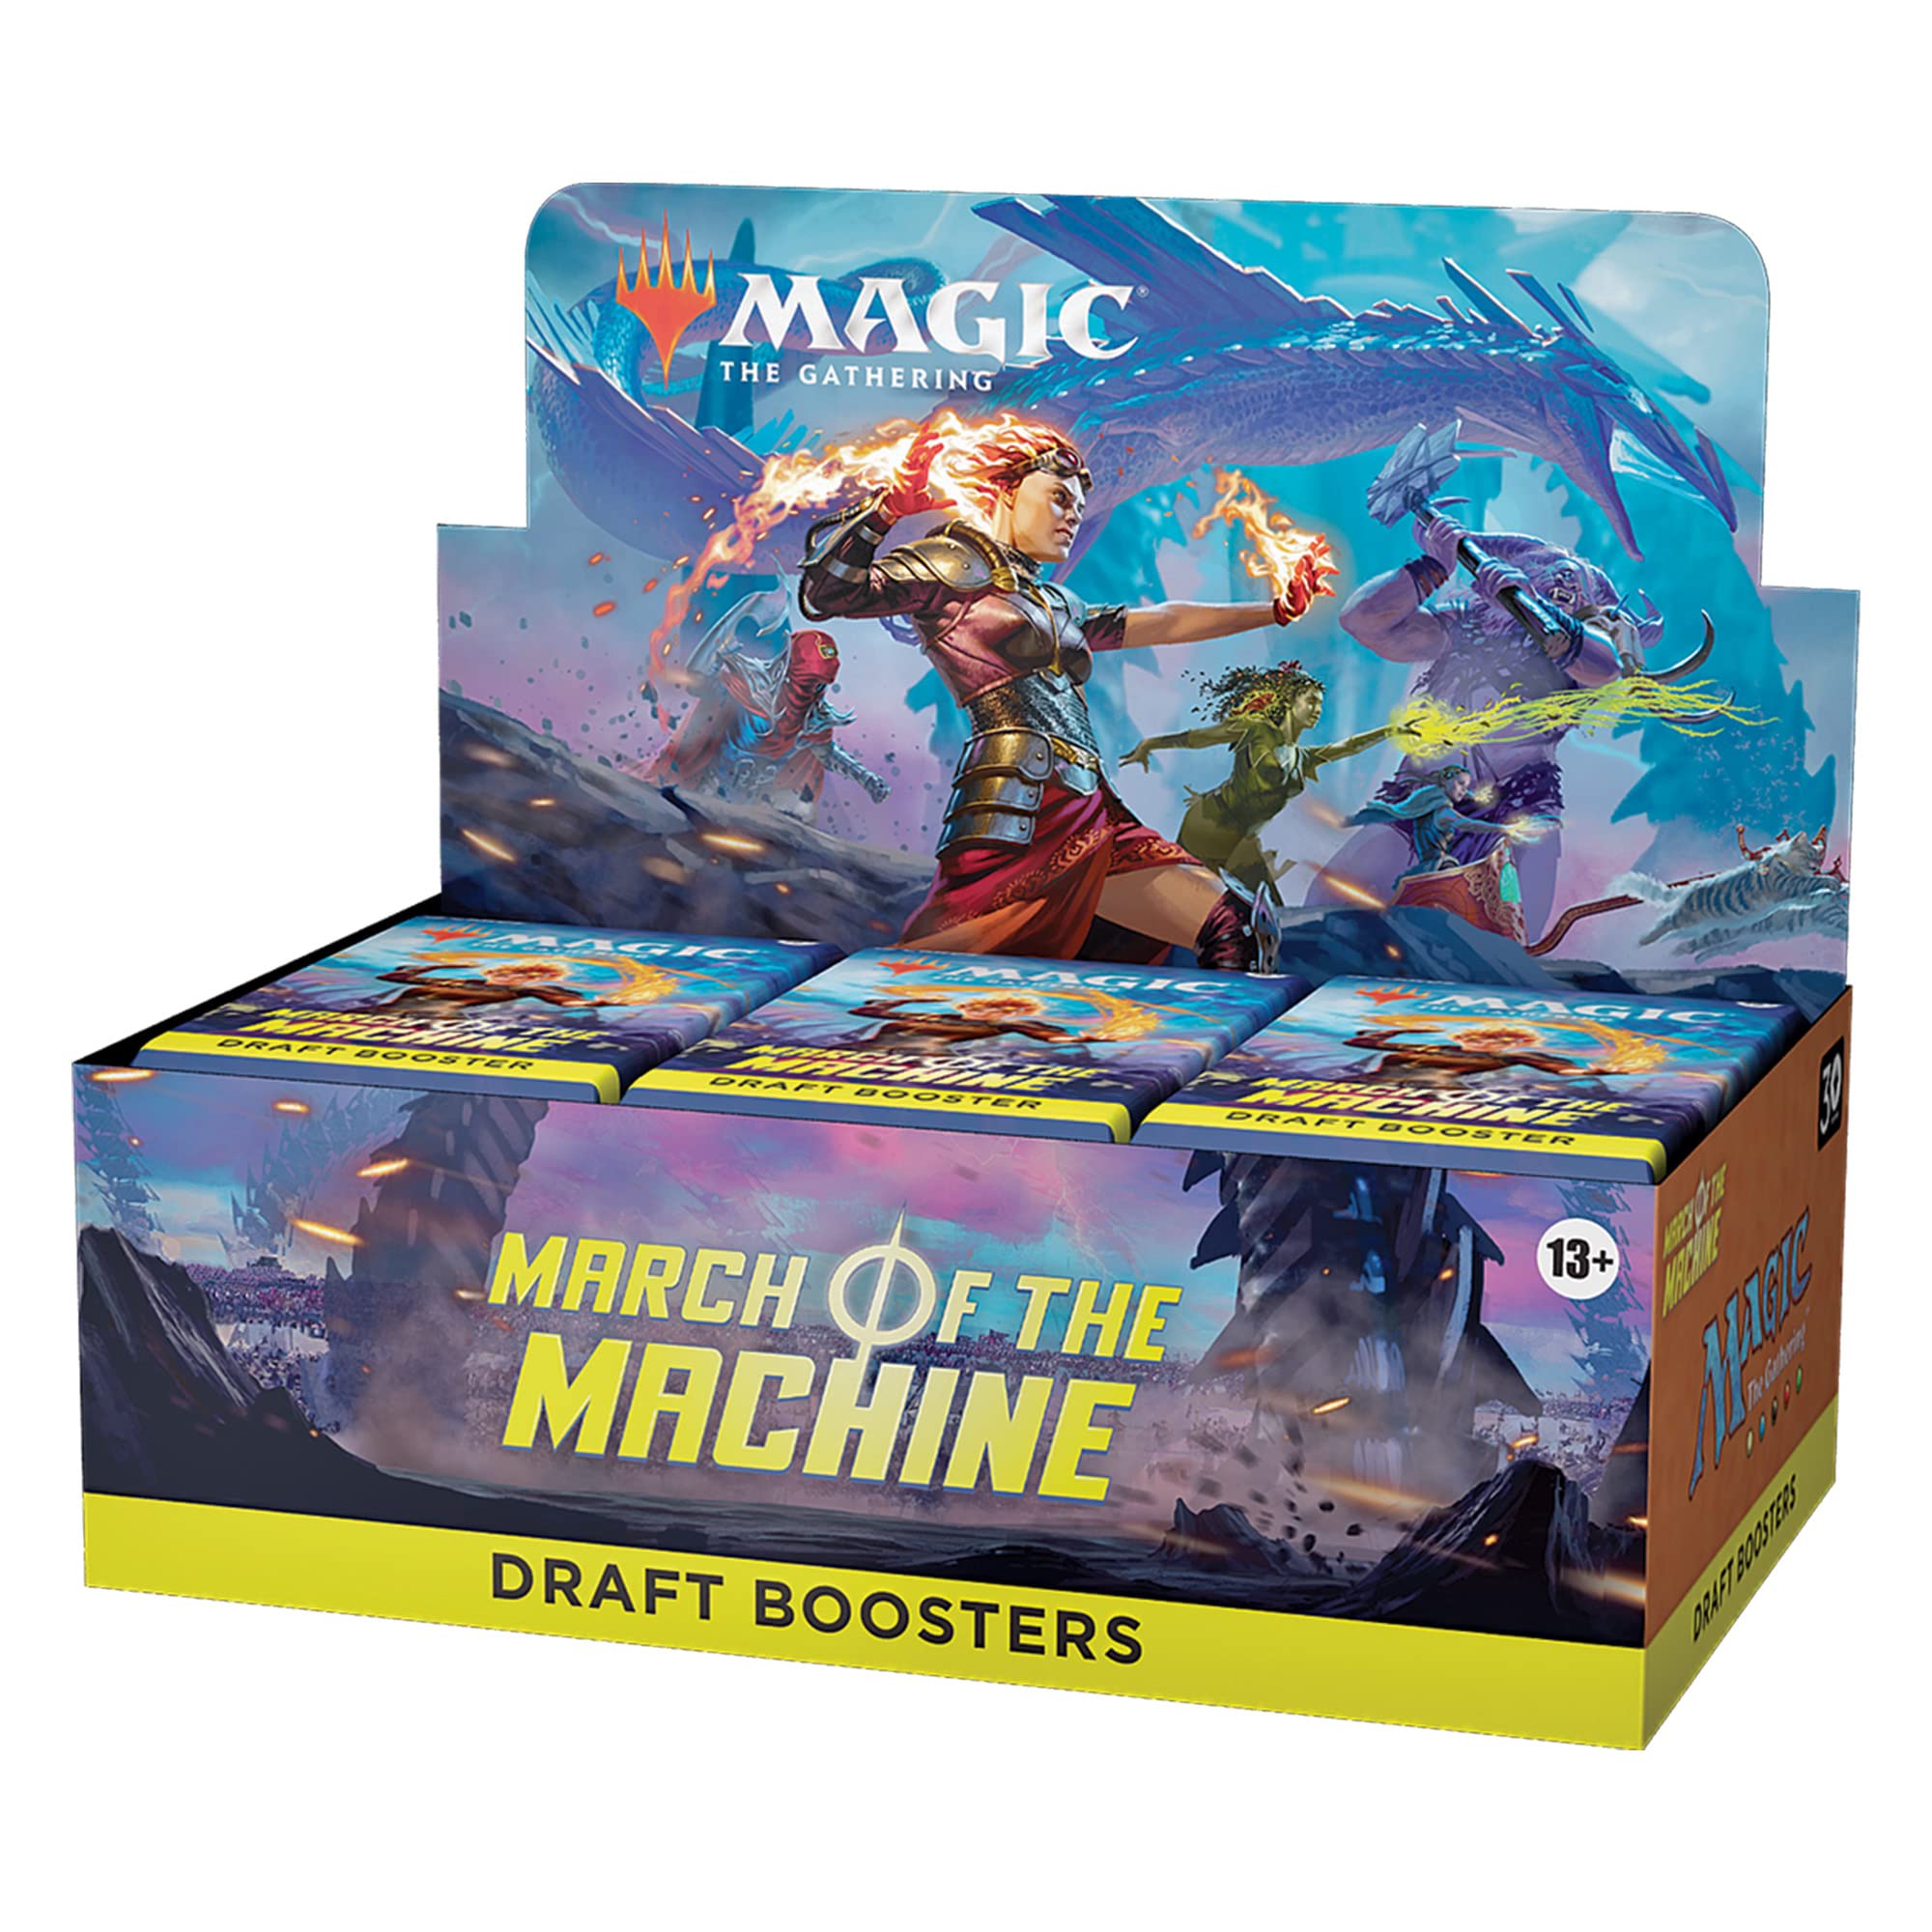 MAGIC
THE GATHERING
MAGIC
MARCH OF THE
MACHINE
DRAFT BOOSTER
MAGIC
MARCH OF THE
MACHINE
DRAFT BOOSTER
MAGIC
MARCH OF THE
MACHINE
DRAFT BOOSTER
MARCH OF THE
MACHINE
13+
DRAFT BOOSTERS
30
MARCH OF THE
MACHINE
MAGIC
The Gathering
DRAFT BOOSTERS